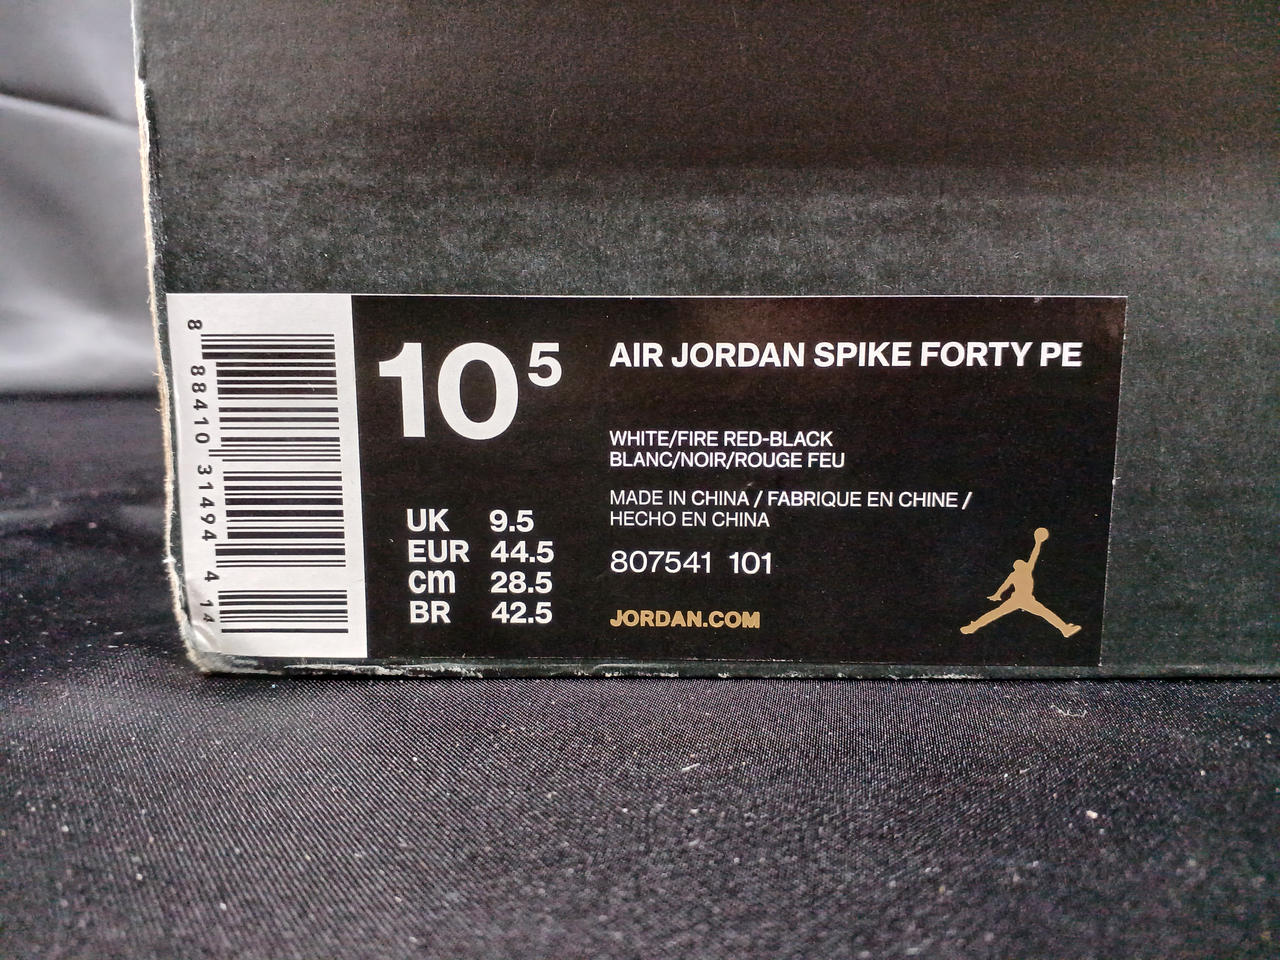 8 88410 31494 4 14
10 5
AIR JORDAN SPIKE FORTY PE
WHITE/FIRE RED-BLACK
BLANC/NOIR/ROUGE FEU
MADE IN CHINA / FABRIQUE EN CHINE /
HECHO EN CHINA
UK 9.5
EUR 44.5
cm 28.5
BR 42.5
807541 101
JORDAN.COM